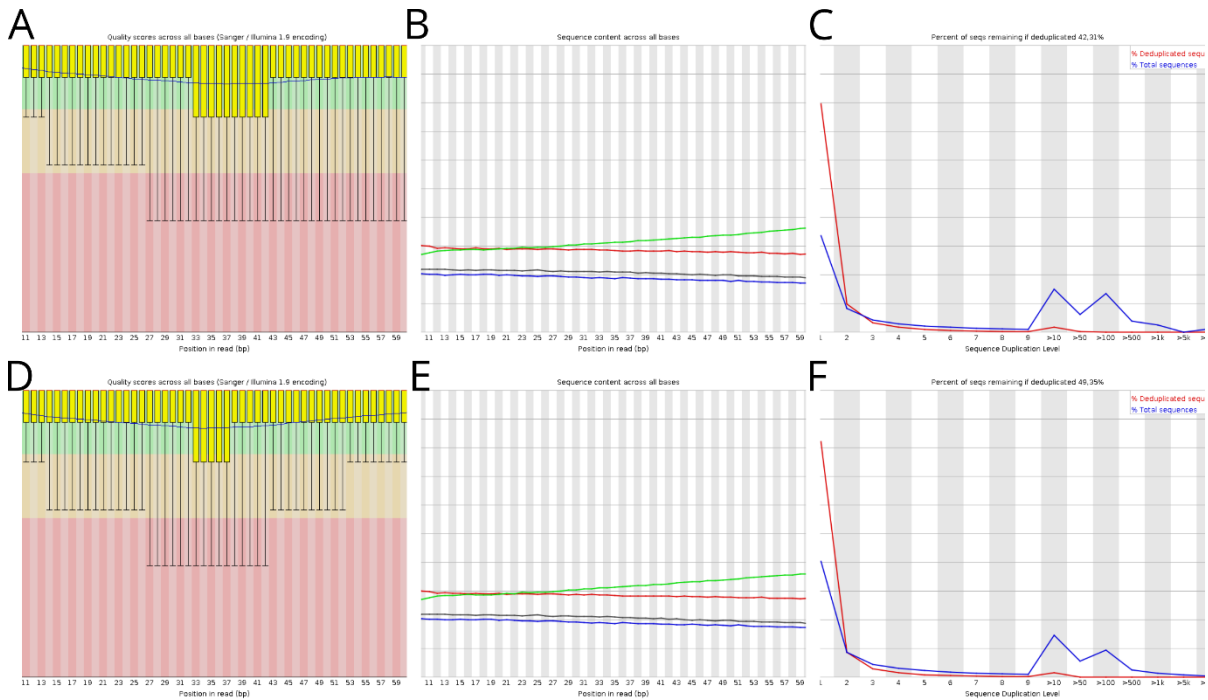 A
B
C
Quality scores across all bases (Sanger / Illumina 1.9 encoding)
Sequence content across all bases
Percent of seqs remaining if deduplicated 42,31%
% Deduplicated sequ
% Total sequences
11 13 15 17 19 21 23 25 27 29 31 33 35 37 39 41 43 45 47 49 51 53 55 57 59
11 13 15 17 19 21 23 25 27 29 31 33 35 37 39 41 43 45 47 49 51 53 55 57 59
1 2 3 4 5 6 7 8 9 >10 >50 >100 >500 >1k >5k
Position in read (bp)
Position in read (bp)
Sequence Duplication Level
D
E
F
Quality scores across all bases (Sanger / Illumina 1.9 encoding)
Sequence content across all bases
Percent of seqs remaining if deduplicated 49,35%
% Deduplicated sequ
% Total sequences
11 13 15 17 19 21 23 25 27 29 31 33 35 37 39 41 43 45 47 49 51 53 55 57 59
11 13 15 17 19 21 23 25 27 29 31 33 35 37 39 41 43 45 47 49 51 53 55 57 59
1 2 3 4 5 6 7 8 9 >10 >50 >100 >500 >1k >5k
Position in read (bp)
Position in read (bp)
Sequence Duplication Level